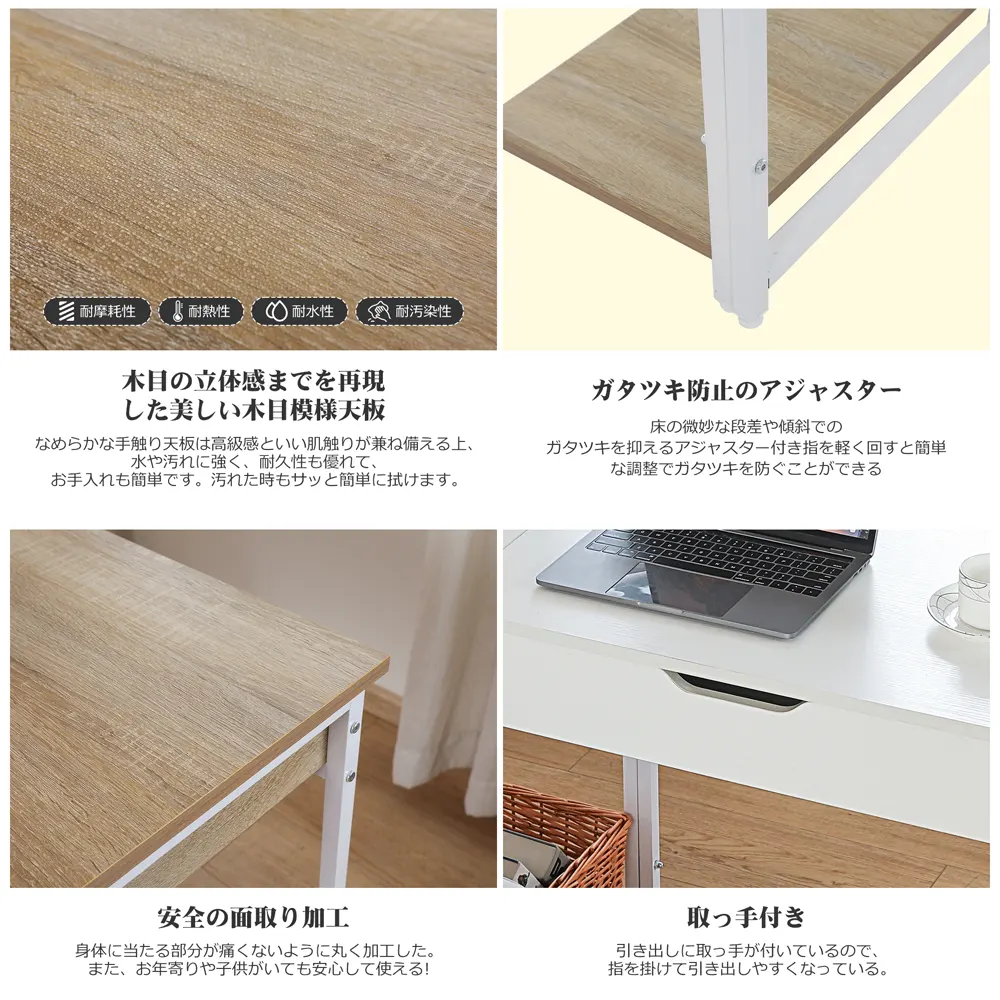 耐摩耗性
耐熱性
耐水性
耐汚染性
木目の立体感までを再現
した美しい木目模様天板
なめらかな手触り天板は高級感といい肌触りが兼ね備える上、
水や汚れに強く、耐久性も優れて、
お手入れも簡単です。汚れた時もサッと簡単に拭けます。
ガタツキ防止のアジャスター
床の微妙な段差や傾斜での
ガタツキを抑えるアジャスター付き指を軽く回すと簡単
な調整でガタツキを防ぐことができる
安全の面取り加工
身体に当たる部分が痛くないように丸く加工した。
また、お年寄りや子供がいても安心して使える!
取っ手付き
引き出しに取っ手が付いているので、
指を掛けて引き出しやすくなっている。